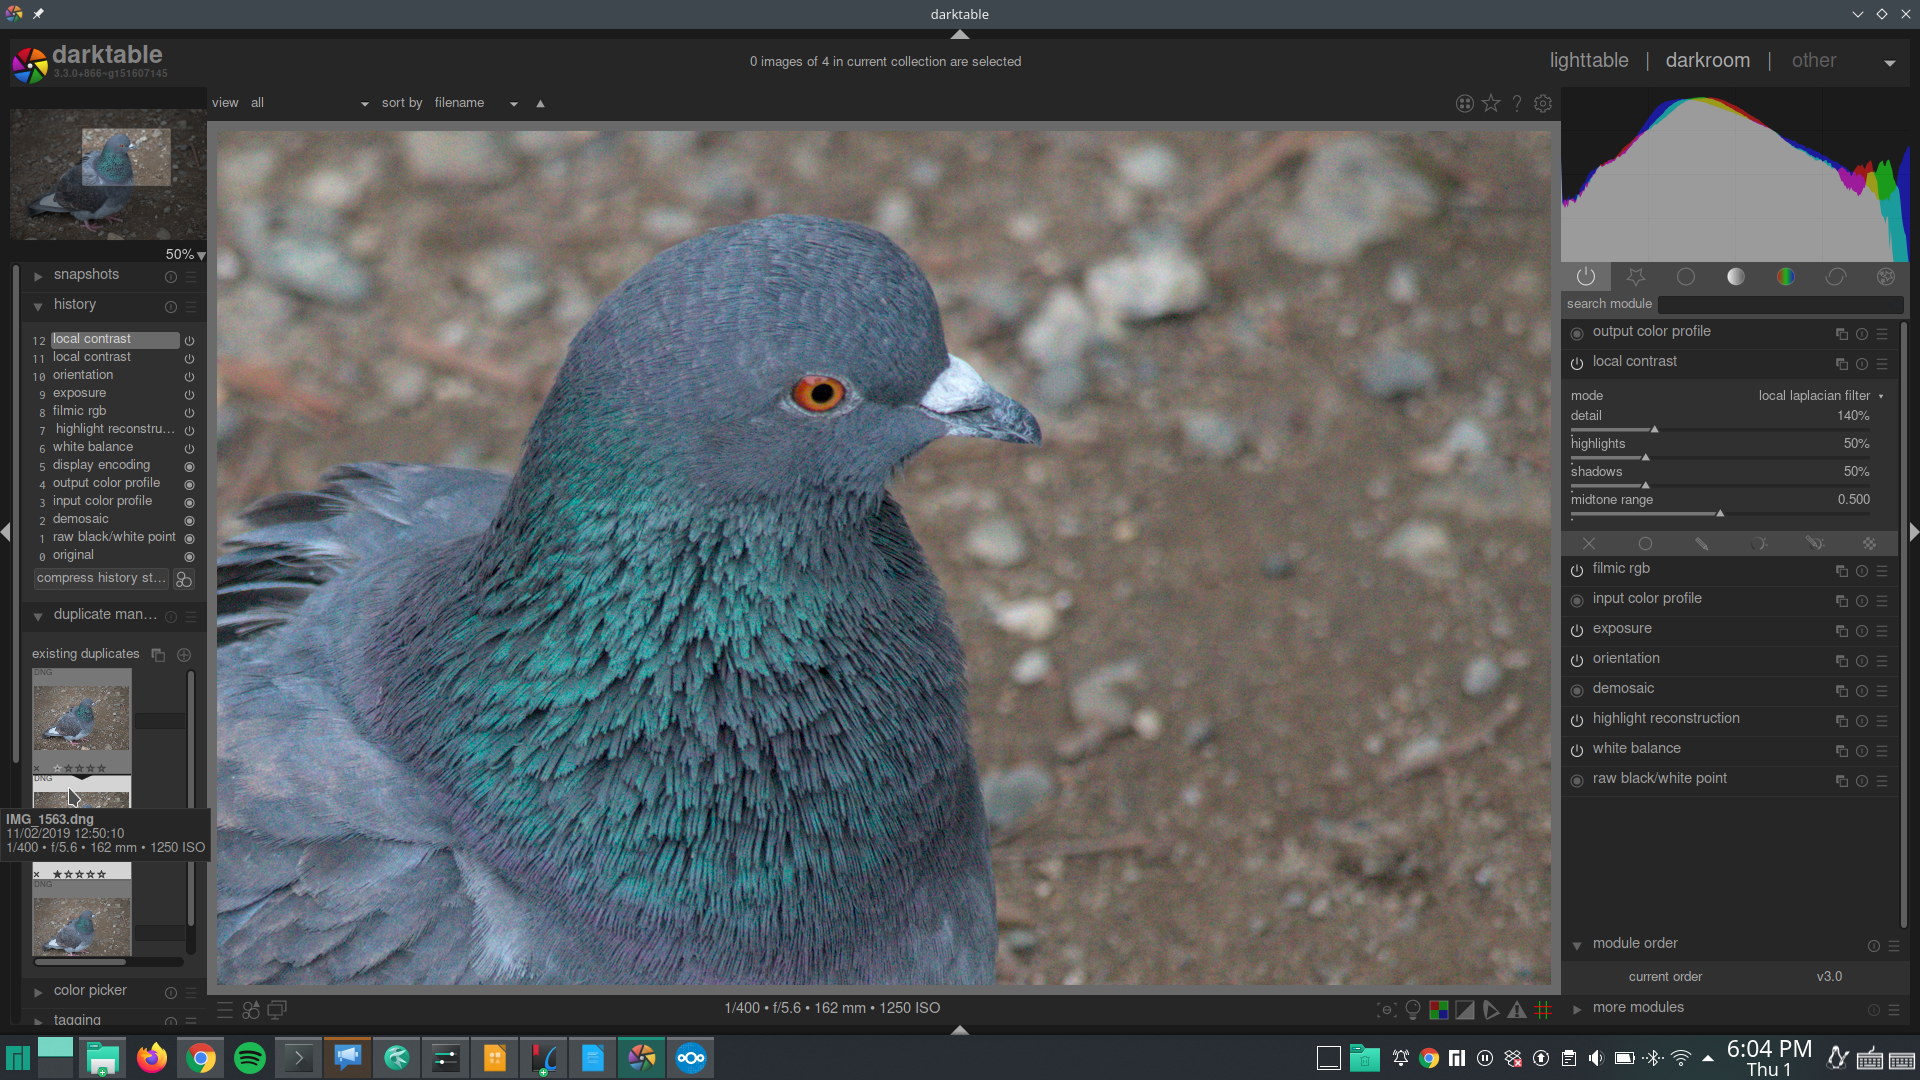 darktable
darktable
3.3.0+866~g151607145
0 images of 4 in current collection are selected
lighttable | darkroom | other
view all sort by filename
?
50%
snapshots
history
12 local contrast
11 local contrast
10 orientation
9 exposure
8 filmic rgb
7 highlight reconstru...
6 white balance
5 display encoding
4 output color profile
3 input color profile
2 demosaic
1 raw black/white point
0 original
compress history st...
duplicate man...
existing duplicates
DNG
DNG
IMG_1563.dng
11/02/2019 12:50:10
1/400 • f/5.6 • 162 mm • 1250 ISO
DNG
color picker
tagging
1/400 • f/5.6 • 162 mm • 1250 ISO
search module
output color profile
local contrast
mode local laplacian filter
detail 140%
highlights 50%
shadows 50%
midtone range 0.500
filmic rgb
input color profile
exposure
orientation
demosaic
highlight reconstruction
white balance
raw black/white point
module order
current order v3.0
more modules
6:04 PM
Thu 1